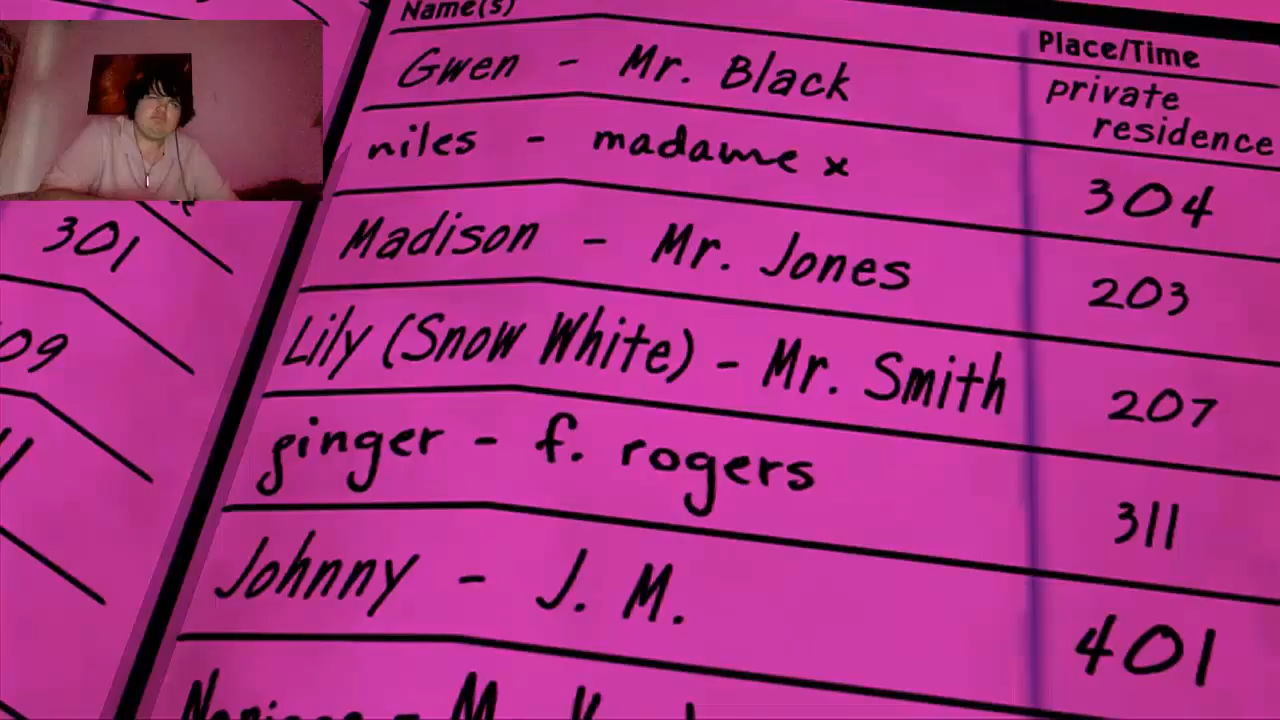 Name(s) Place/Time
Gwen - Mr. Black private residence
niles - madame x 304
Madison - Mr. Jones 203
Lily (Snow White) - Mr. Smith 207
ginger - f. rogers 311
Johnny - J. M. 401
301
09